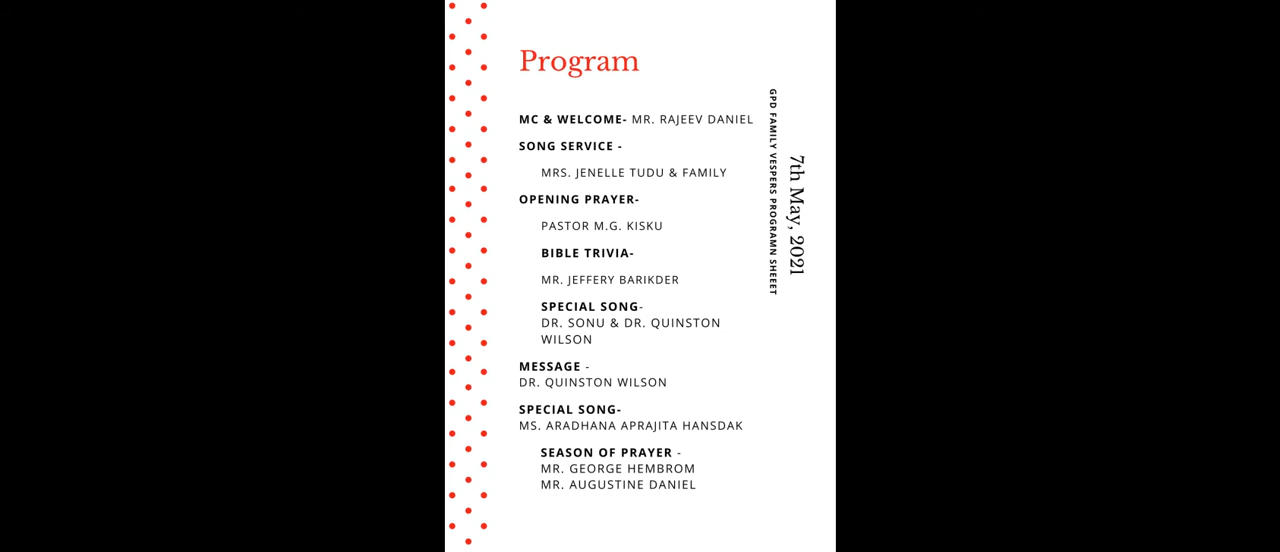 Program
MC & WELCOME- MR. RAJEEV DANIEL
SONG SERVICE -
MRS. JENELLE TUDU & FAMILY
OPENING PRAYER-
PASTOR M.G. KISKU
BIBLE TRIVIA-
MR. JEFFERY BARIKDER
SPECIAL SONG-
DR. SONU & DR. QUINSTON
WILSON
MESSAGE -
DR. QUINSTON WILSON
SPECIAL SONG-
MS. ARADHANA APRAJITA HANSDAK
SEASON OF PRAYER -
MR. GEORGE HEMBROM
MR. AUGUSTINE DANIEL
7th May, 2021
GPD FAMILY VESPERS PROGRAMN SHEEET